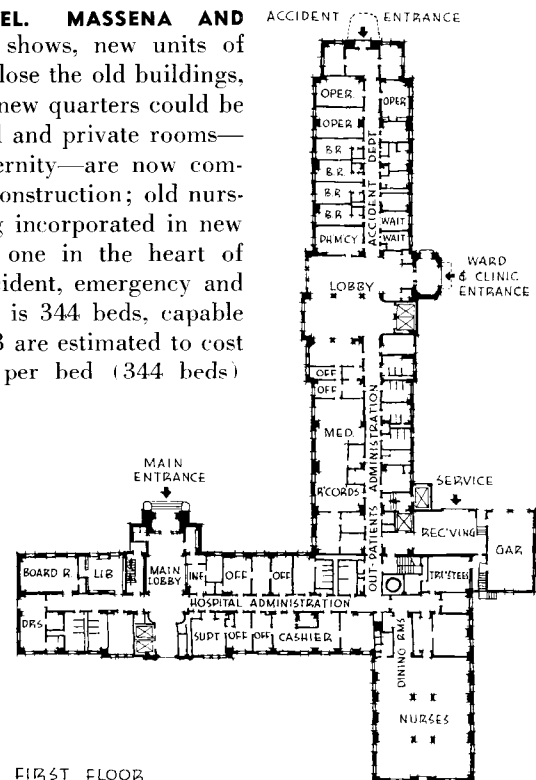 EL. MASSENA AND
shows, new units of
lose the old buildings,
new quarters could be
l and private rooms—
ernity—are now com-
onstruction; old nurs-
g incorporated in new
one in the heart of
cident, emergency and
is 344 beds, capable
3 are estimated to cost
per bed (344 beds)
ACCIDENT ENTRANCE
OPER
OPER
OPER
B.R
B.R.
B.R
B.R
ACCIDENT DEPT
WAIT
PHMCY
WAIT
LOBBY
WARD
& CLINIC
ENTRANCE
OFF
OFF
MED.
R'CORDS
OUT-PATIENTS ADMINISTRATION
MAIN
ENTRANCE
SERVICE
REC'VING
GAR
BOARD R.
LIB
MAIN
LOBBY
INF
OFF
OFF
TRUSTEES
HOSPITAL ADMINISTRATION
DRS
SUPT
OFF
OFF
CASHIER
DINING RMS
NURSES
FIRST FLOOR